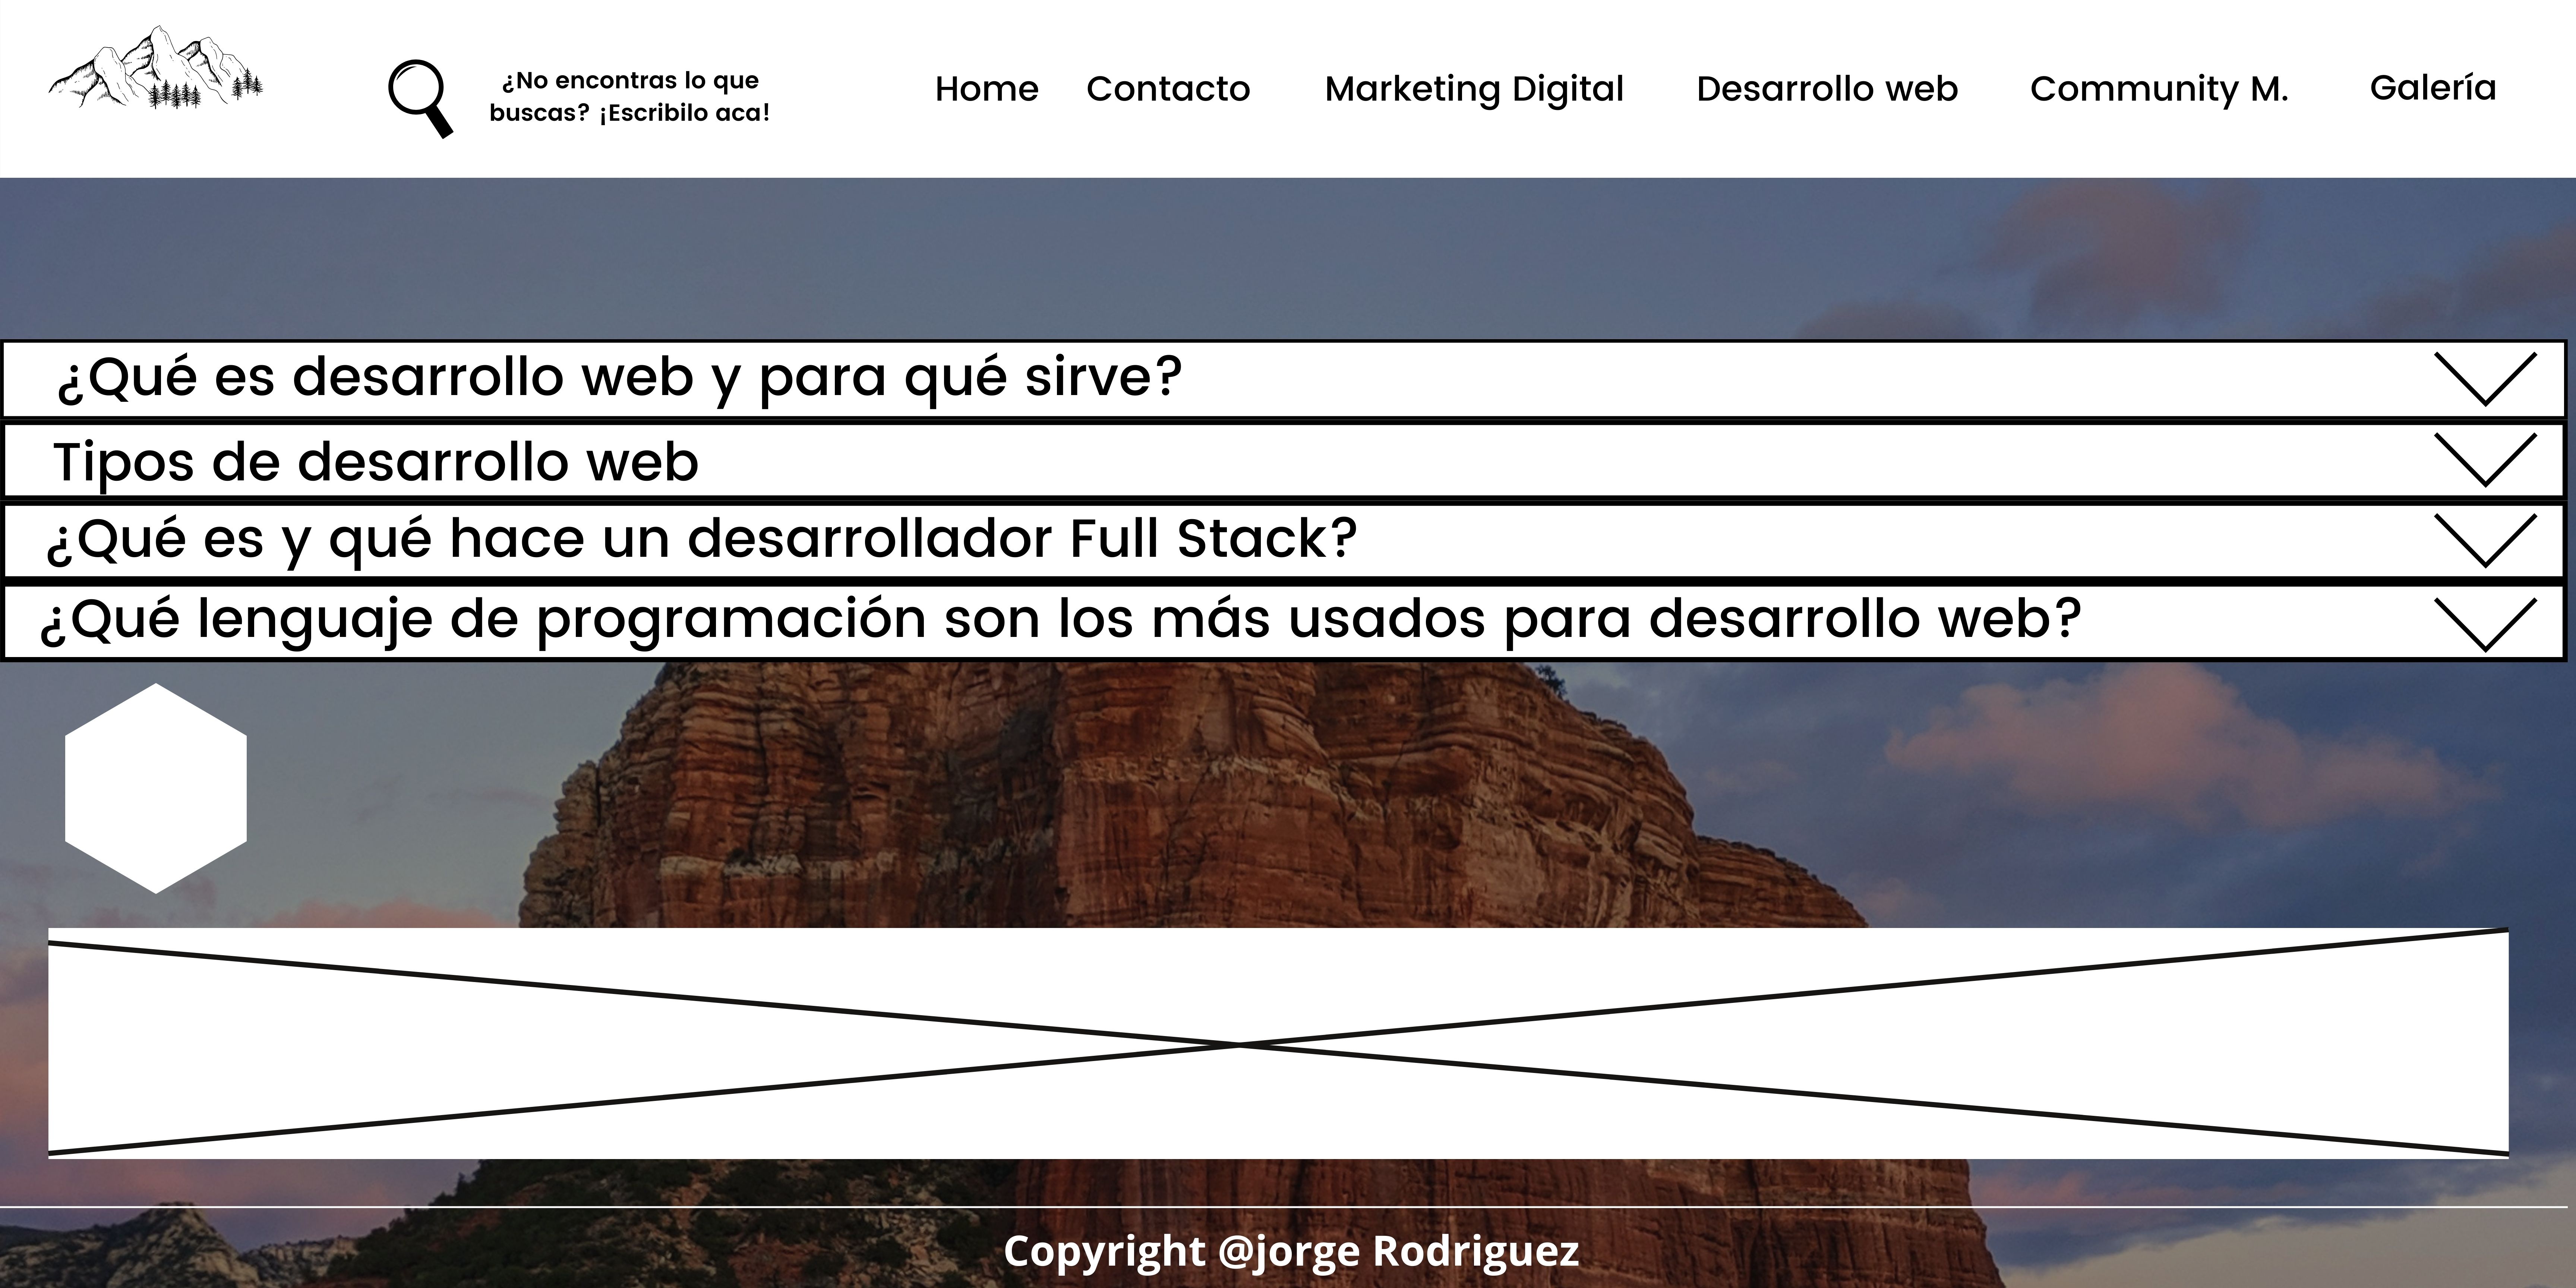 ¿No encontras lo que
buscas? ¡Escribilo aca!
Home Contacto Marketing Digital Desarrollo web Community M. Galería
¿Qué es desarrollo web y para qué sirve?
Tipos de desarrollo web
¿Qué es y qué hace un desarrollador Full Stack?
¿Qué lenguaje de programación son los más usados para desarrollo web?
Copyright @jorge Rodriguez